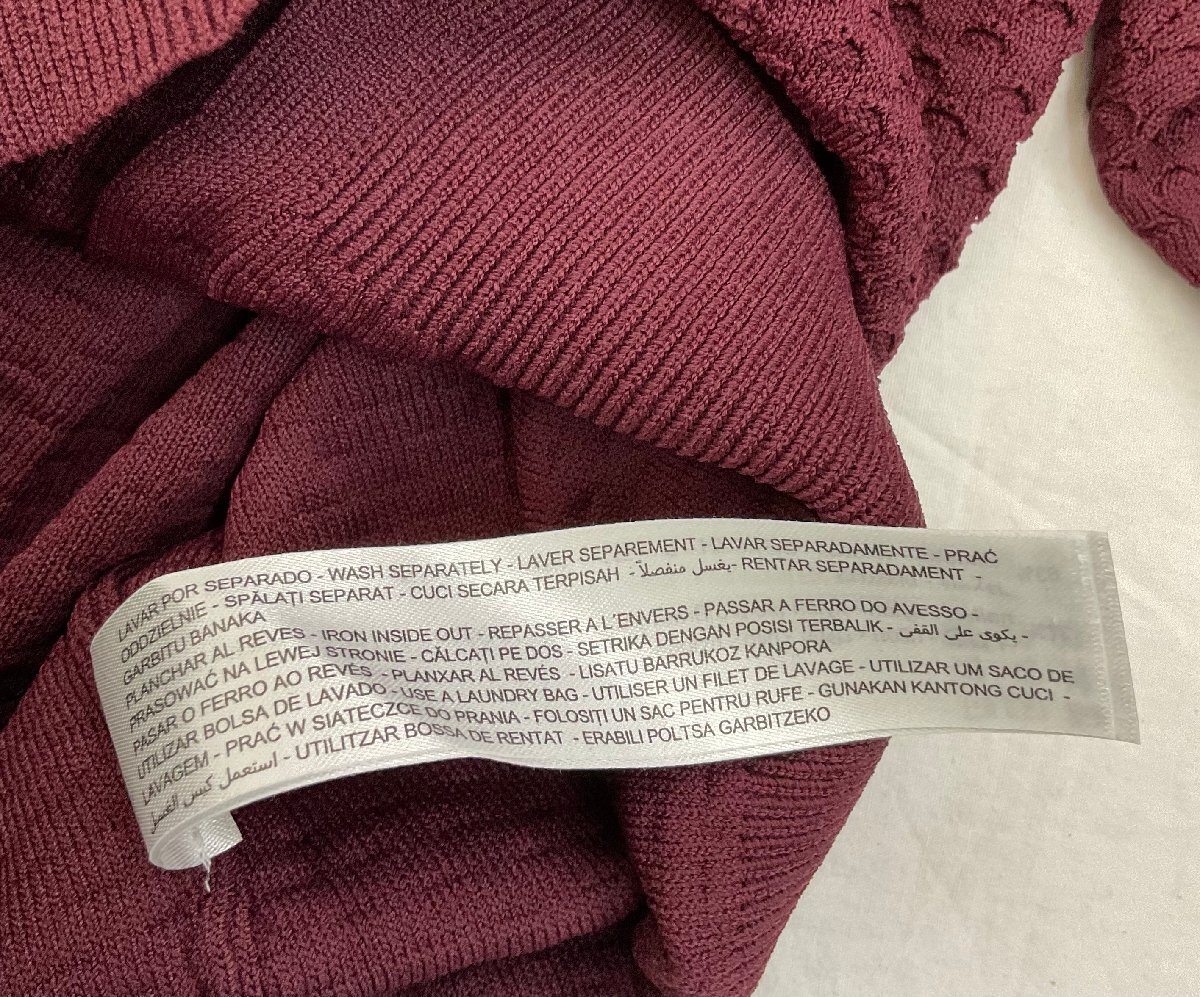 LAVAR POR SEPARADO - WASH SEPARATELY - LAVER SEPAREMENT - LAVAR SEPARADAMENTE - PRAĆ
ODDZIELNIE - SPĂLAȚI SEPARAT - CUCI SECARA TERPISAH - يغسل منفصلاً- RENTAR SEPARADAMENT -
GARBITU BANAKA
PLANCHAR AL REVES - IRON INSIDE OUT - REPASSER A L´ENVERS - PASSAR A FERRO DO AVESSO -
PRASOWAĆ NA LEWEJ STRONIE - CĂLCAȚI PE DOS - SETRIKA DENGAN POSISI TERBALIK - يكوى على القفى -
PASAR O FERRO AO REVES - PLANXAR AL REVÉS - LISATU BARRUKOZ KANPORA
UTILIZAR BOLSA DE LAVADO - USE A LAUNDRY BAG - UTILISER UN FILET DE LAVAGE - UTILIZAR UM SACO DE
LAVAGEM - PRAĆ W SIATECZCE DO PRANIA - FOLOSIȚI UN SAC PENTRU RUFE - GUNAKAN KANTONG CUCI -
استعمل كيس الغسل - UTILITZAR BOSSA DE RENTAT - ERABILI POLTSA GARBITZEKO